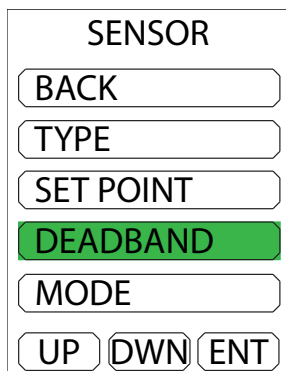 SENSOR
BACK
TYPE
SET POINT
DEADBAND
MODE
UP DWN ENT